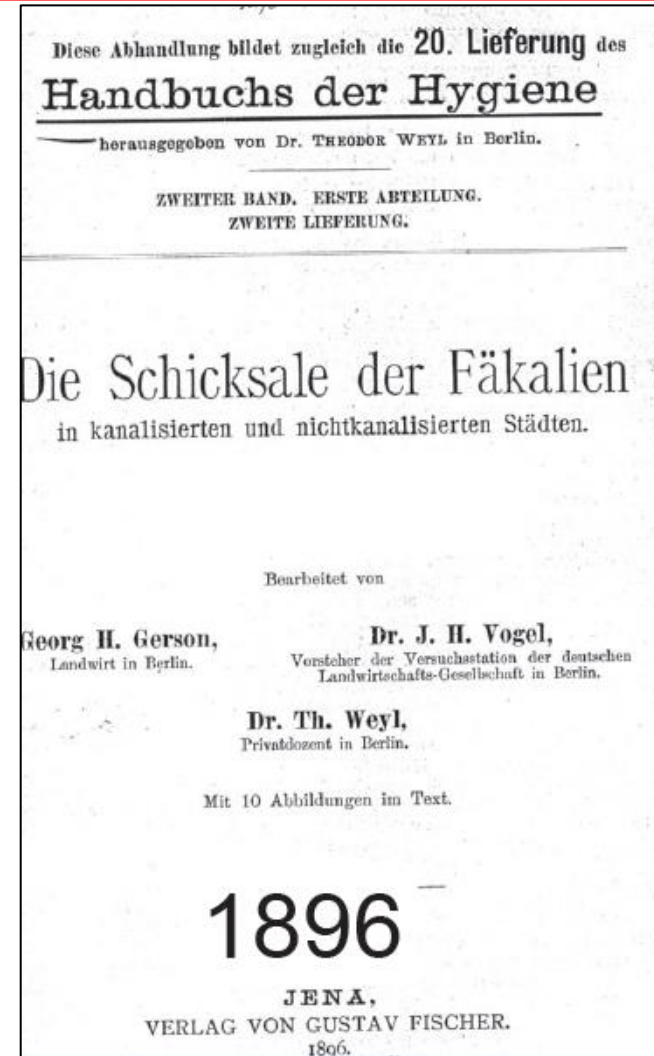 Diese Abhandlung bildet zugleich die 20. Lieferung des
Handbuchs der Hygiene
herausgegeben von Dr. THEODOR WEYL in Berlin.
ZWEITER BAND. ERSTE ABTEILUNG.
ZWEITE LIEFERUNG.
Die Schicksale der Fäkalien
in kanalisierten und nichtkanalisierten Städten.
Bearbeitet von
Georg H. Gerson,
Landwirt in Berlin.
Dr. J. H. Vogel,
Vorsteher der Versuchsstation der deutschen
Landwirtschafts-Gesellschaft in Berlin.
Dr. Th. Weyl,
Privatdozent in Berlin.
Mit 10 Abbildungen im Text.
1896
JENA,
VERLAG VON GUSTAV FISCHER.
1896.